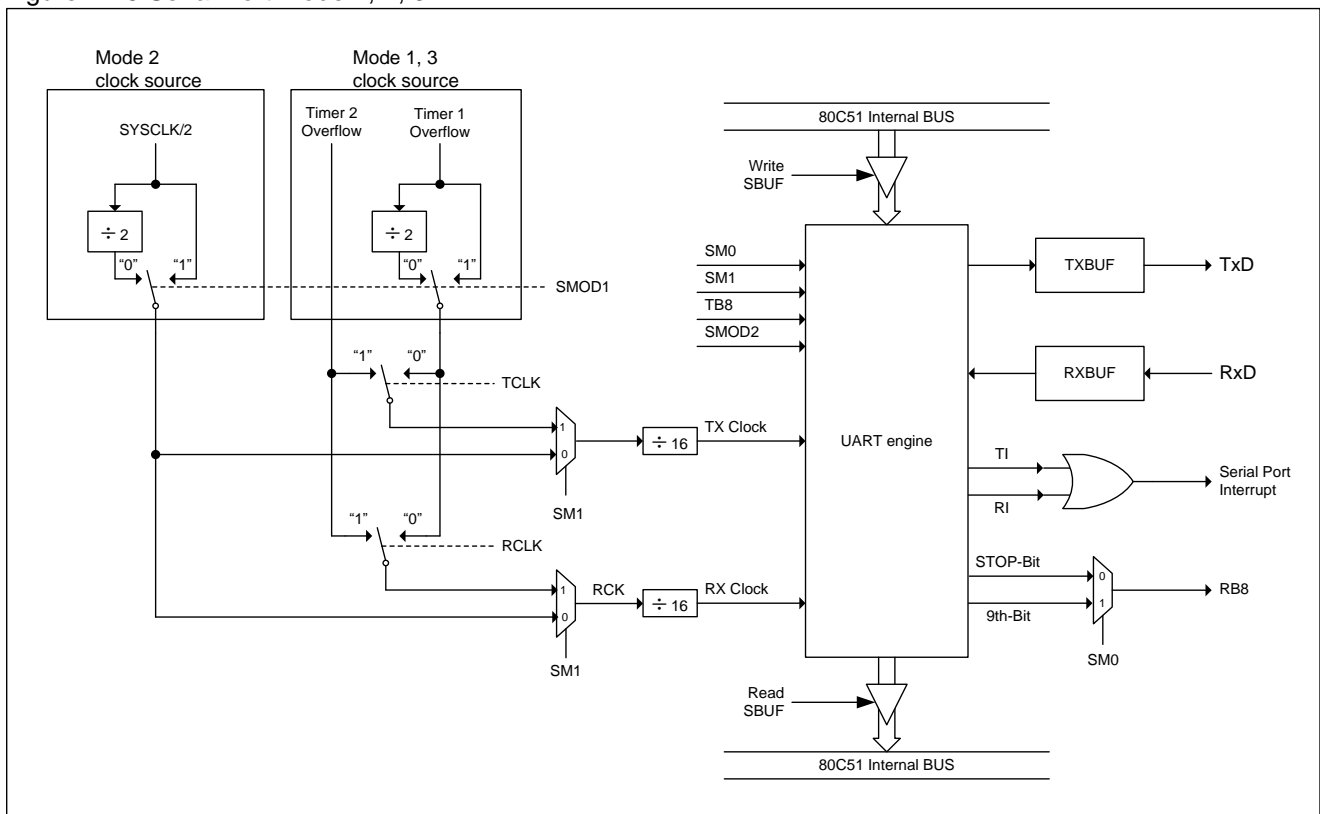 Mode 2
clock source
Mode 1, 3
clock source
SYSCLK/2
Timer 2
Overflow
Timer 1
Overflow
÷ 2
÷ 2
"0"
"1"
"0"
"1"
SMOD1
"1"
"0"
TCLK
1
0
SM1
÷ 16
TX Clock
"1"
"0"
RCLK
1
0
SM1
RCK
÷ 16
RX Clock
80C51 Internal BUS
Write
SBUF
SM0
SM1
TB8
SMOD2
UART engine
TXBUF
TxD
RXBUF
RxD
TI
RI
Serial Port
Interrupt
STOP-Bit
9th-Bit
0
1
SM0
RB8
Read
SBUF
80C51 Internal BUS